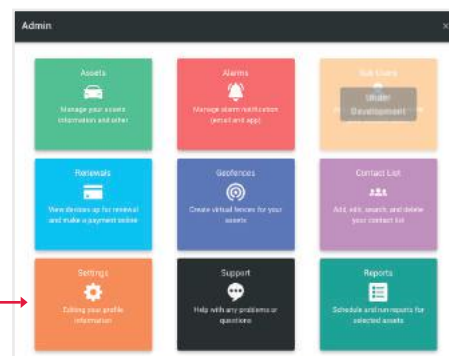 Admin
×
Assets
Manage your assets
information and other
Alarms
Manage alarm notification
(email and app)
Sub Users
Under
Development
Renewals
View devices up for renewal
and make a payment online
Geofences
Create virtual fences for your
assets
Contact List
Add, edit, search, and delete
your contact list
Settings
Editing your profile
information
Support
Help with any problems or
questions
Reports
Schedule and run reports for
selected assets